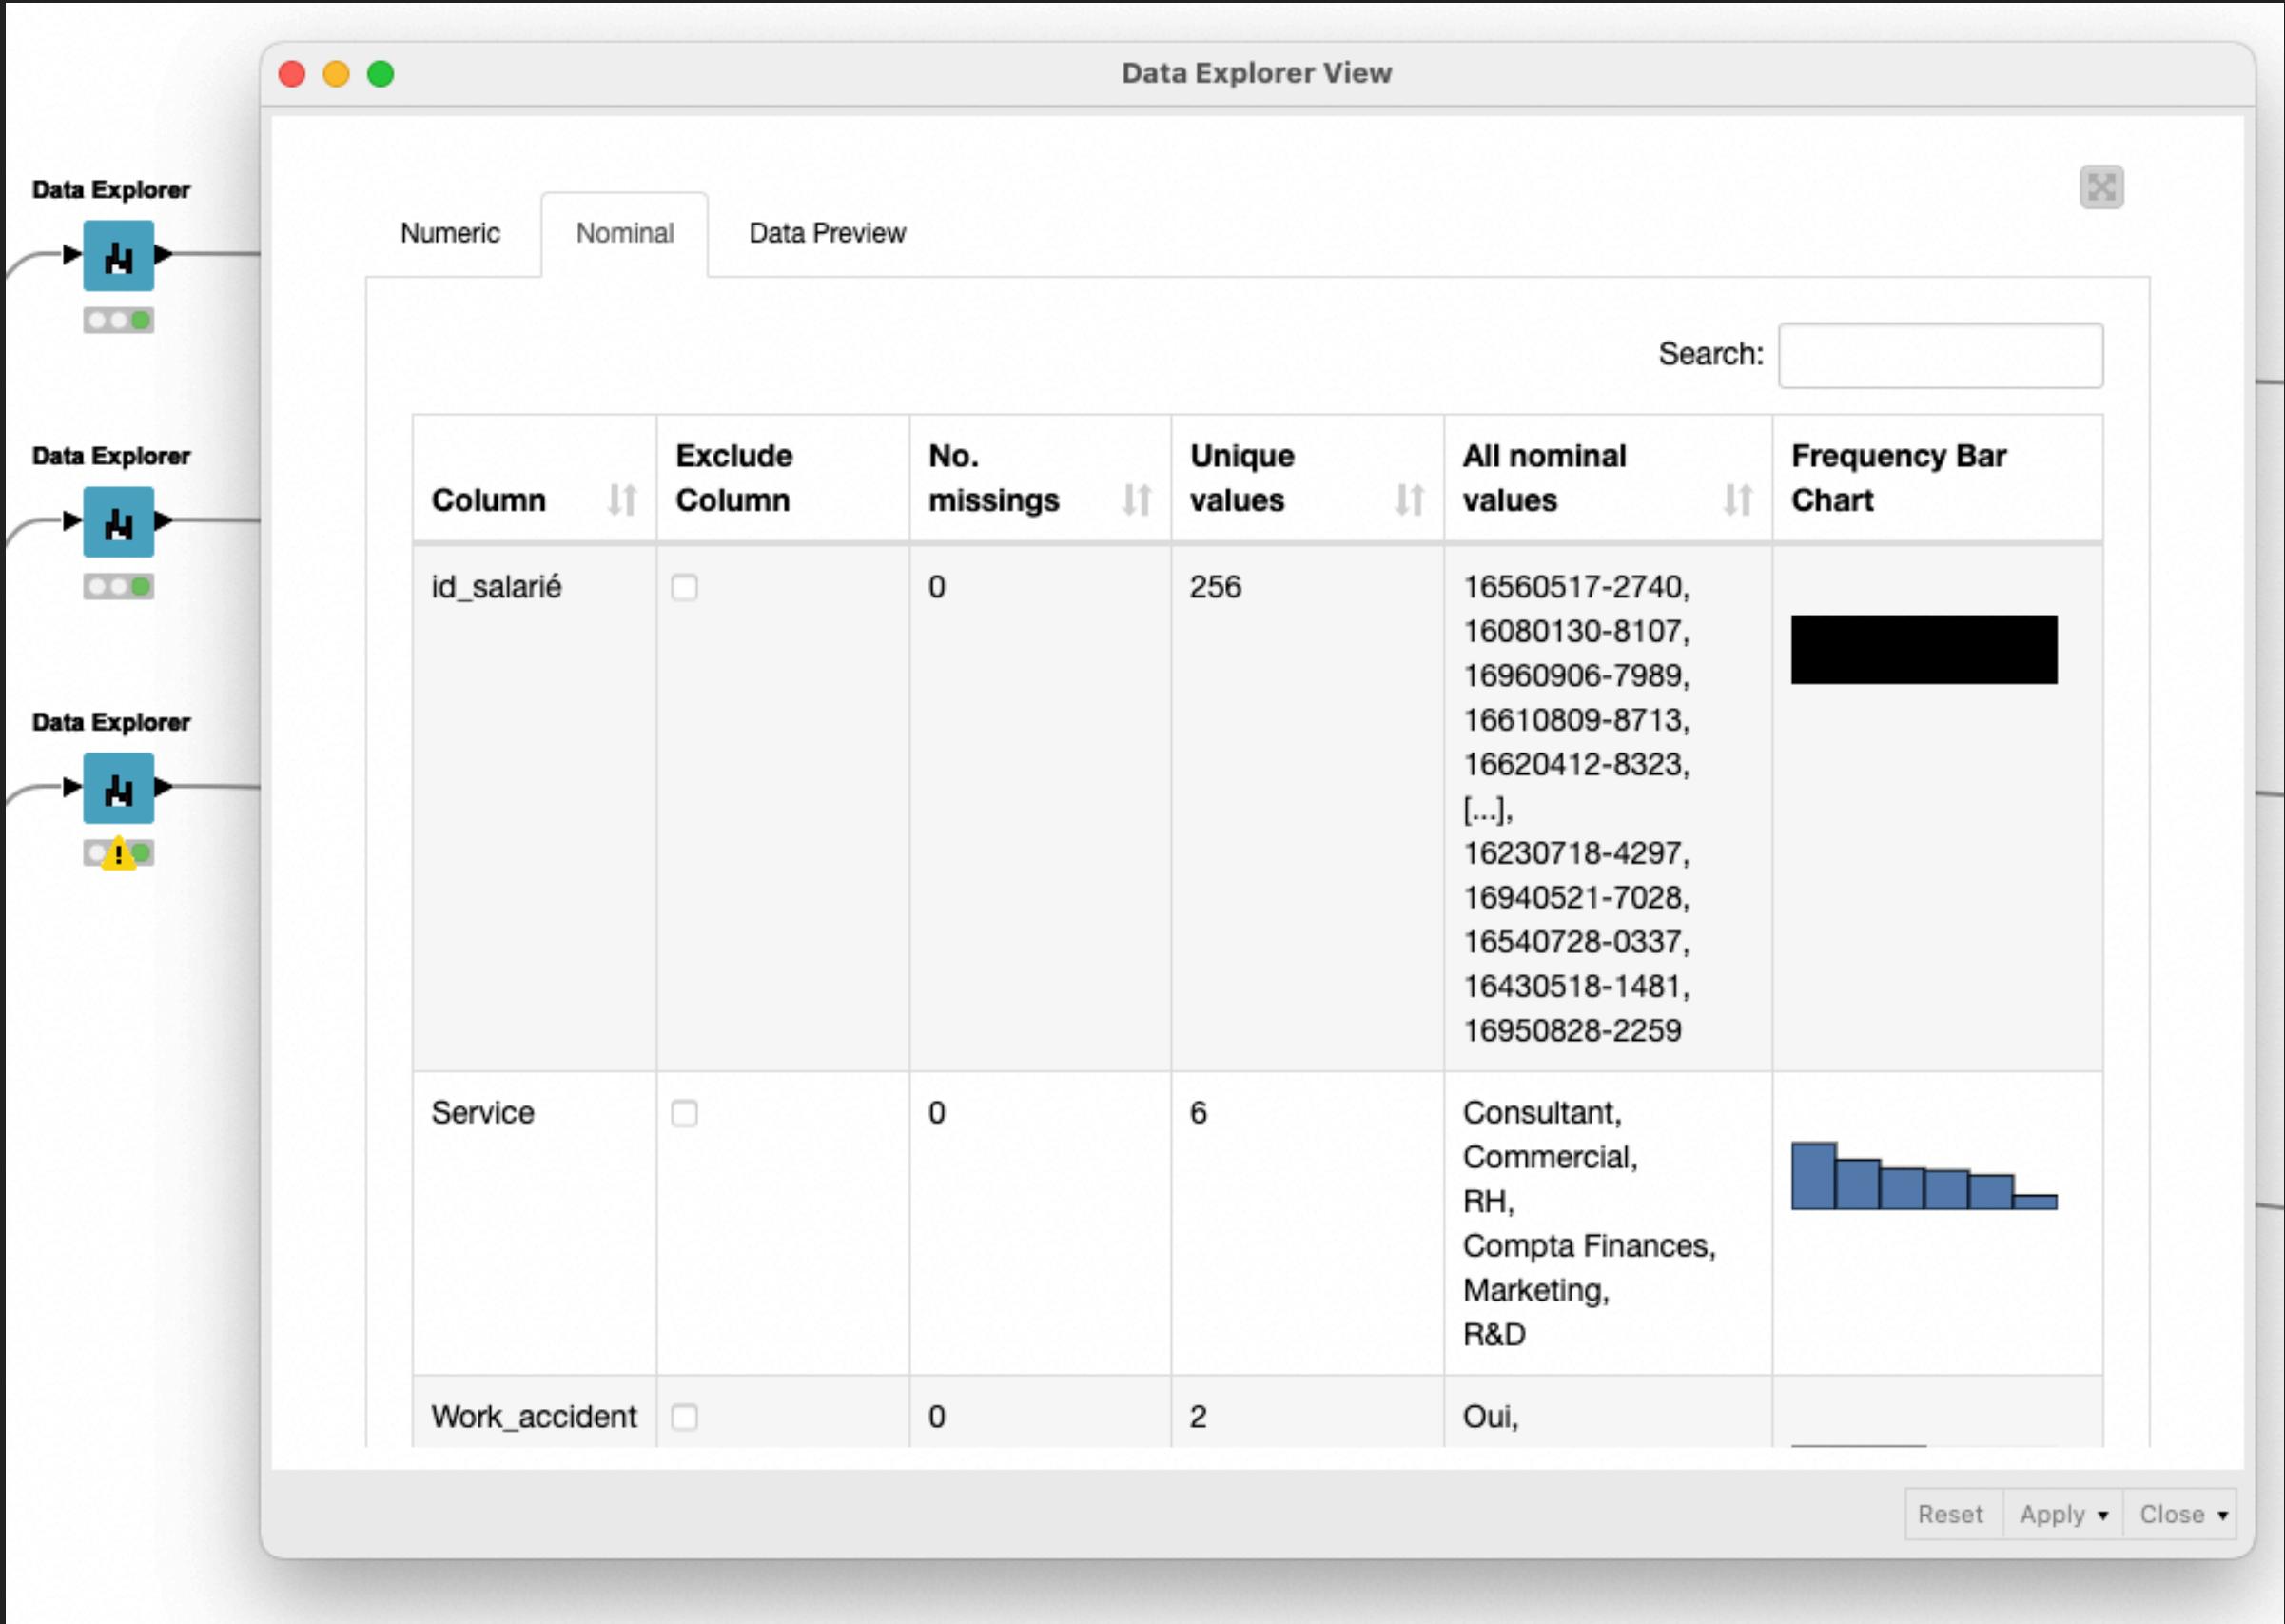 Data Explorer View
Data Explorer
Data Explorer
Data Explorer
Numeric
Nominal
Data Preview
Search:
Column
Exclude Column
No. missings
Unique values
All nominal values
Frequency Bar Chart
id_salarié
0
256
16560517-2740,
16080130-8107,
16960906-7989,
16610809-8713,
16620412-8323,
[...],
16230718-4297,
16940521-7028,
16540728-0337,
16430518-1481,
16950828-2259
Service
0
6
Consultant,
Commercial,
RH,
Compta Finances,
Marketing,
R&D
Work_accident
0
2
Oui,
Reset
Apply
Close